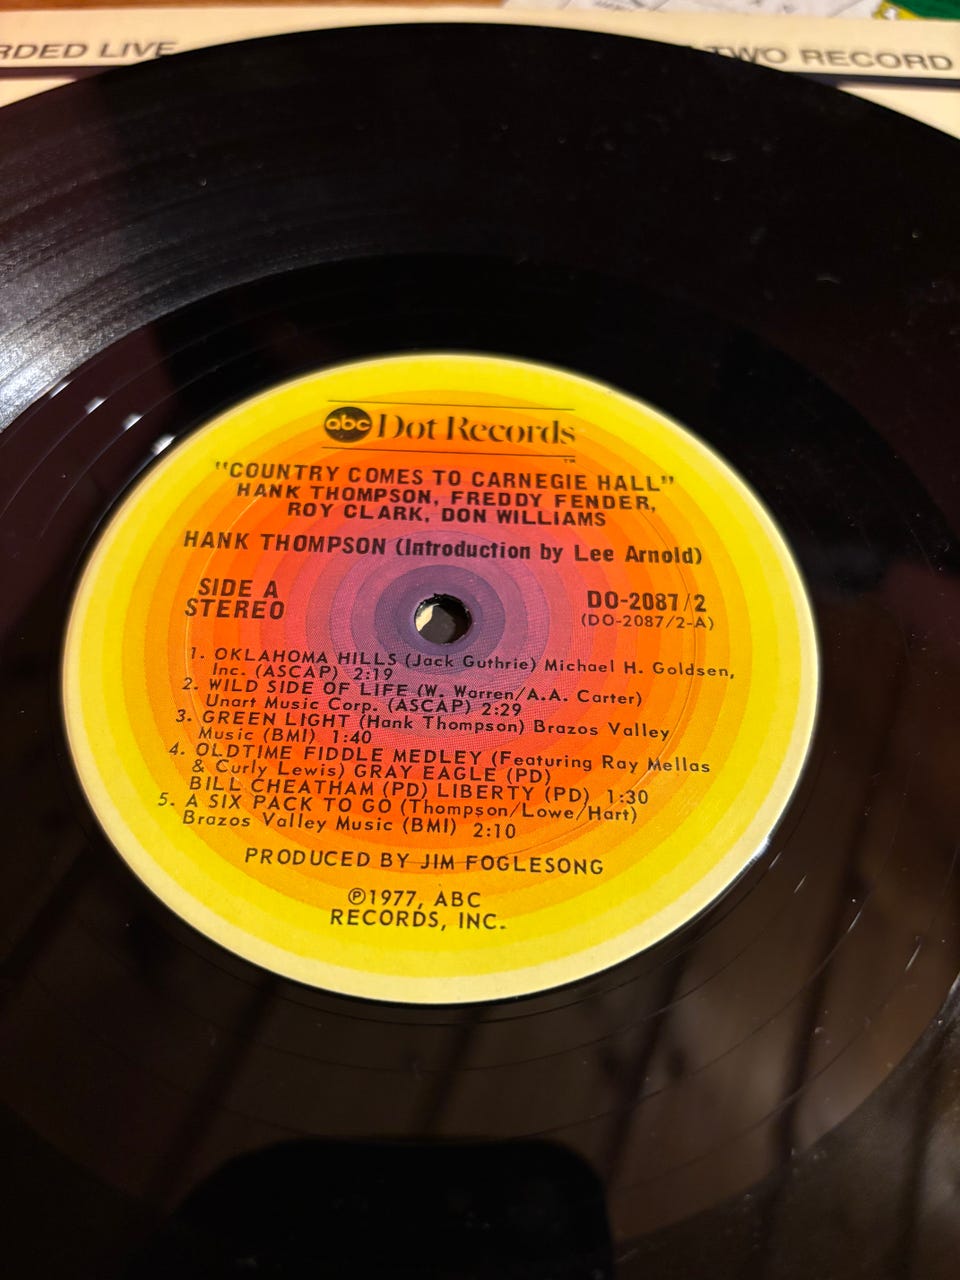 RDED LIVE
TWO RECORD
abc Dot Records
TM
"COUNTRY COMES TO CARNEGIE HALL"
HANK THOMPSON, FREDDY FENDER,
ROY CLARK, DON WILLIAMS
HANK THOMPSON (Introduction by Lee Arnold)
SIDE A
STEREO
DO-2087/2
(DO-2087/2-A)
1. OKLAHOMA HILLS (Jack Guthrie) Michael H. Goldsen,
Inc. (ASCAP) 2:19
2. WILD SIDE OF LIFE (W. Warren/A.A. Carter)
Unart Music Corp. (ASCAP) 2:29
3. GREEN LIGHT (Hank Thompson) Brazos Valley
Music (BMI) 1:40
4. OLDTIME FIDDLE MEDLEY (Featuring Ray Mellas
& Curly Lewis) GRAY EAGLE (PD)
BILL CHEATHAM (PD) LIBERTY (PD) 1:30
5. A SIX PACK TO GO (Thompson/Lowe/Hart)
Brazos Valley Music (BMI) 2:10
PRODUCED BY JIM FOGLESONG
℗1977, ABC
RECORDS, INC.